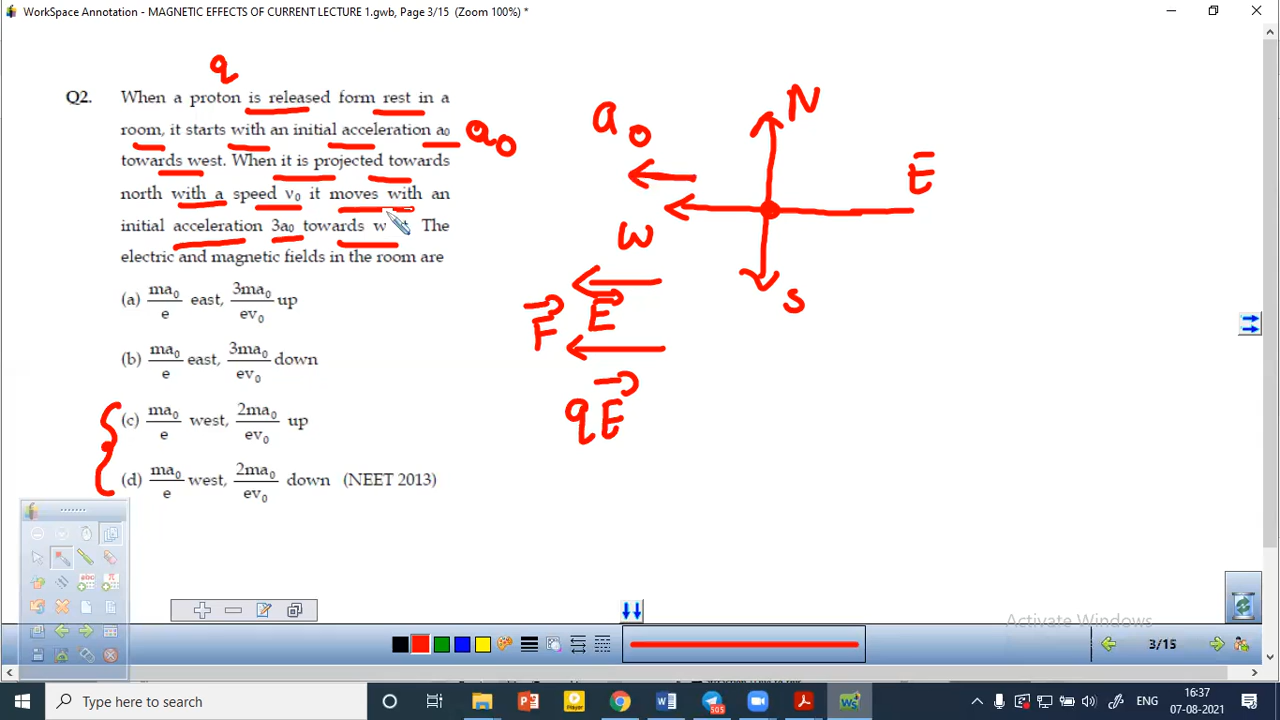 WorkSpace Annotation - MAGNETIC EFFECTS OF CURRENT LECTURE 1.gwb, Page 3/15 (Zoom 100%) *
q
Q2. When a proton is released form rest in a
room, it starts with an initial acceleration a₀ a₀
towards west. When it is projected towards
north with a speed v₀ it moves with an
initial acceleration 3a₀ towards w t. The
electric and magnetic fields in the room are
(a) ma₀/e east, 3ma₀/ev₀ up
(b) ma₀/e east, 3ma₀/ev₀ down
(c) ma₀/e west, 2ma₀/ev₀ up
(d) ma₀/e west, 2ma₀/ev₀ down (NEET 2013)
a₀
N
E
W
S
E⃗
F⃗
qE⃗
Activate Windows
3/15
Type here to search
SOS
Prayer
ENG
16:37
07-08-2021